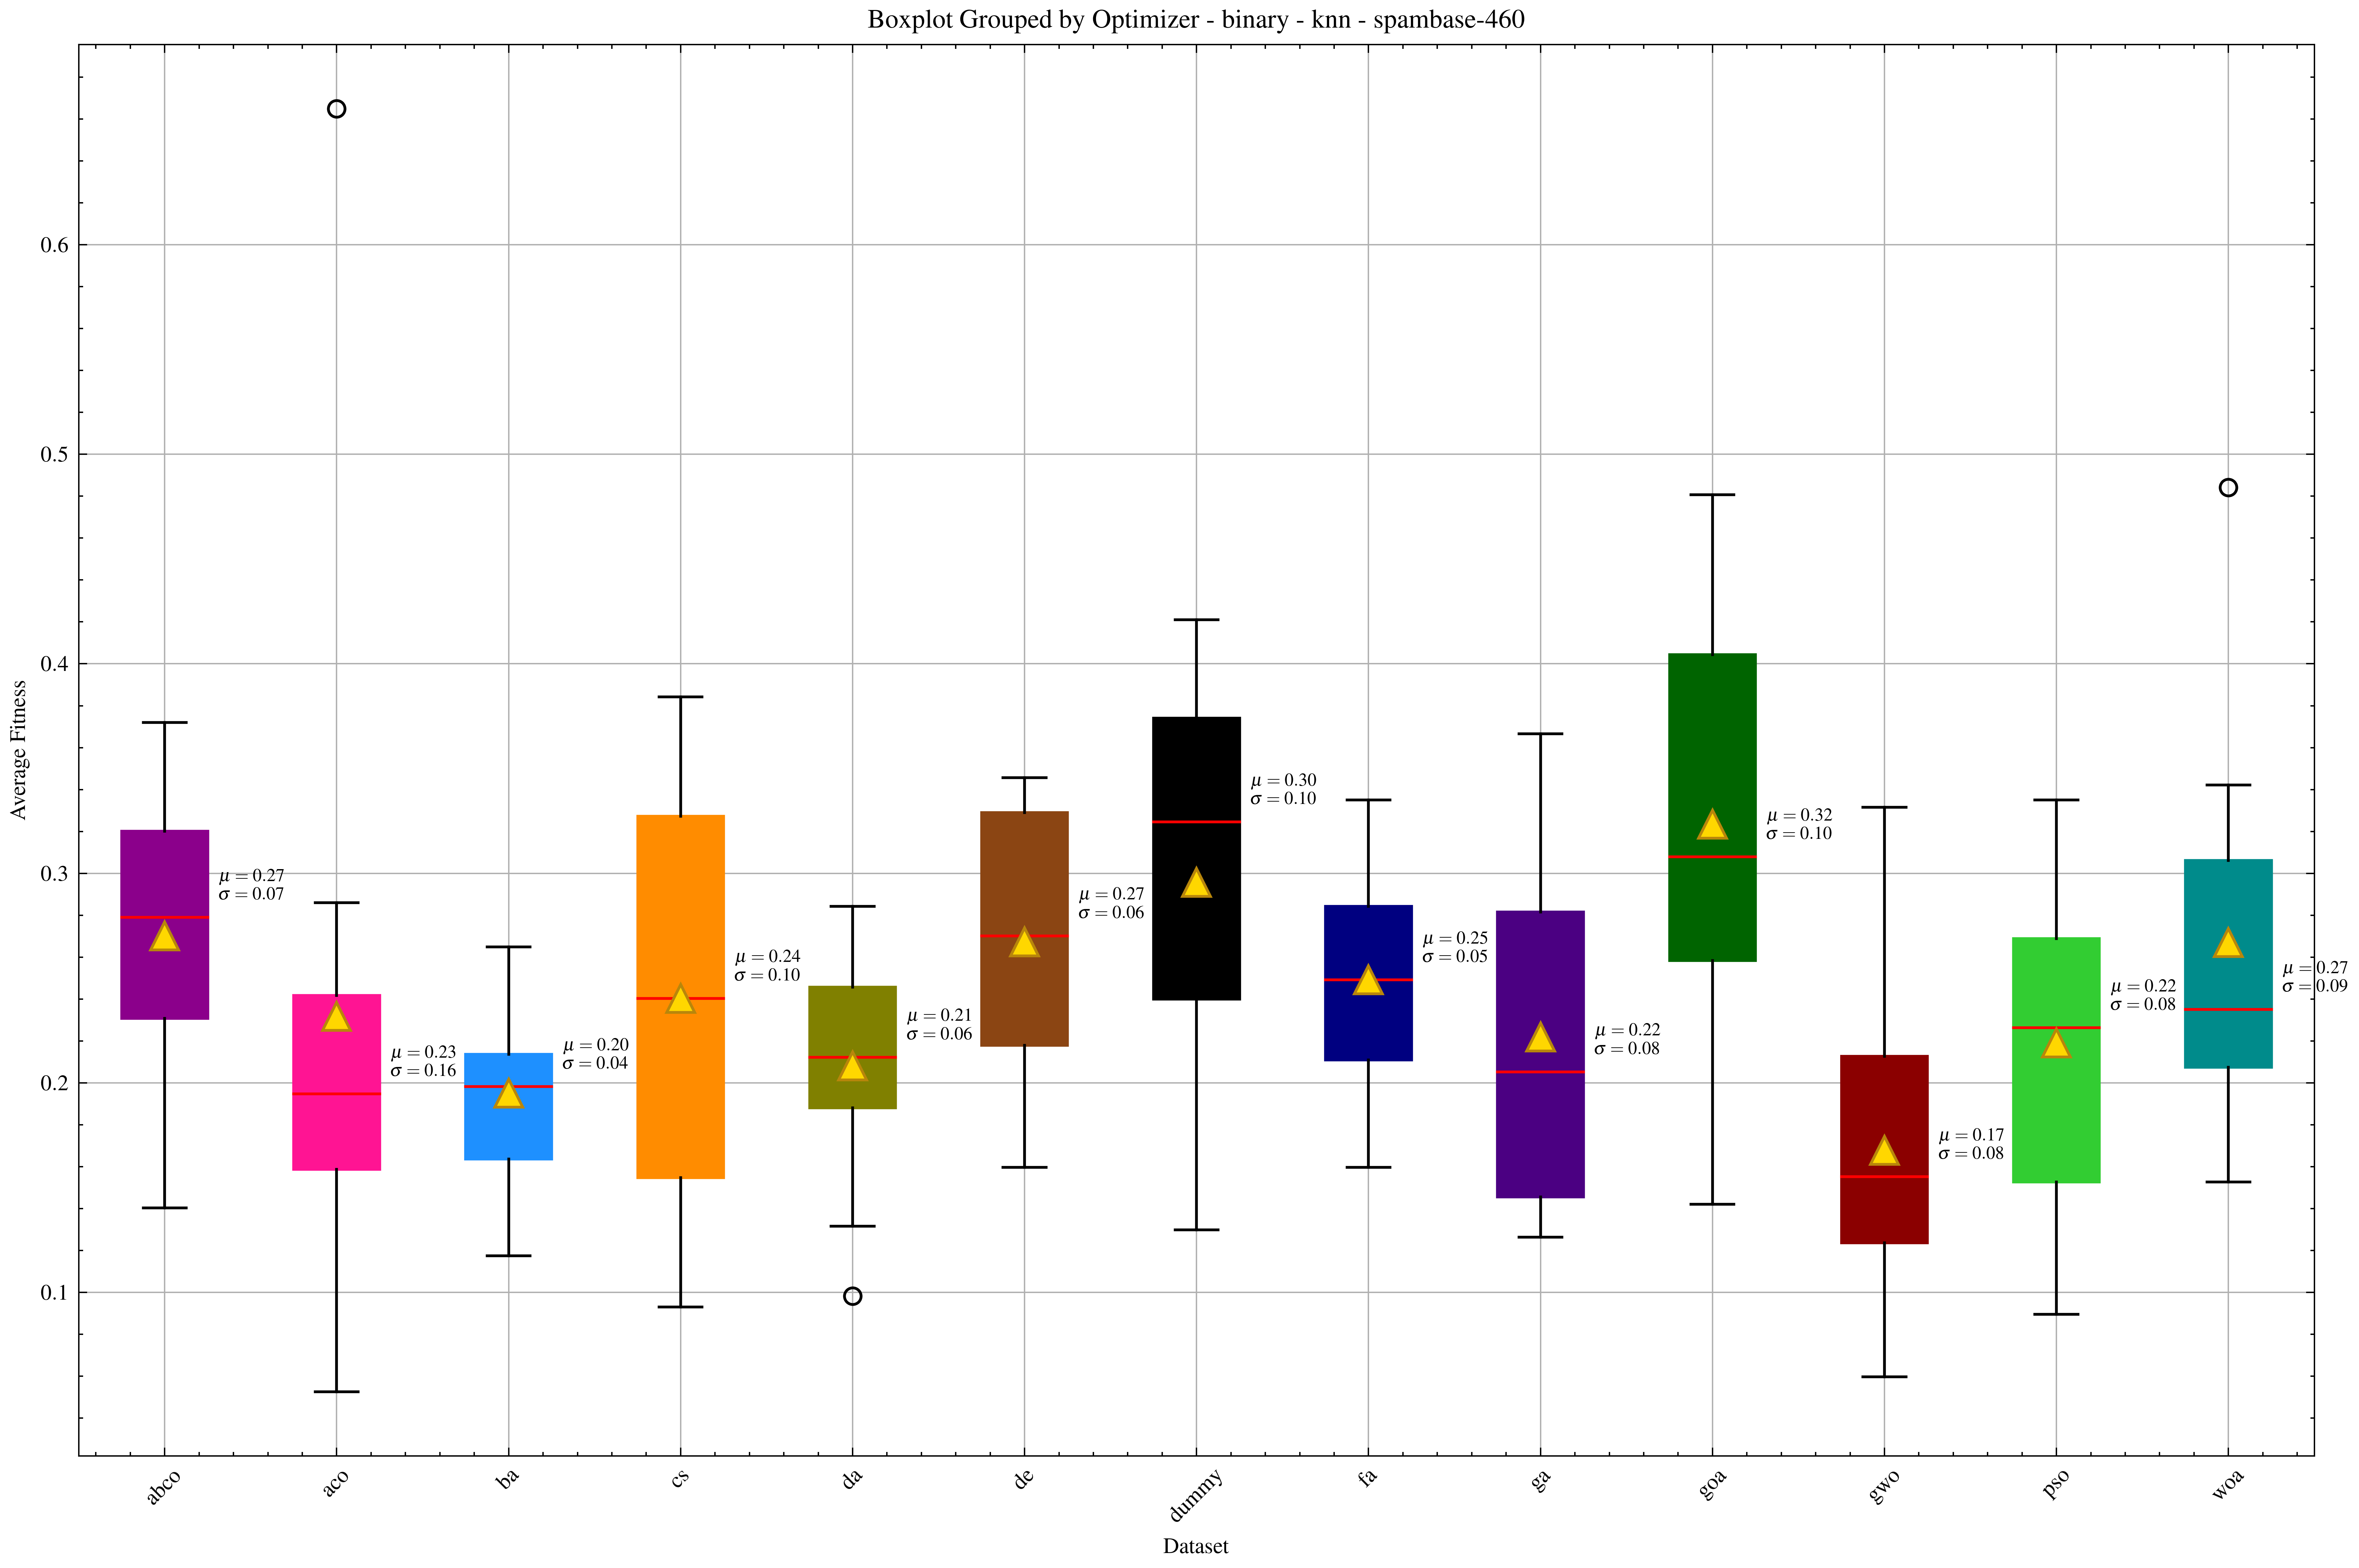 Boxplot Grouped by Optimizer - binary - knn - spambase-460
Average Fitness
0.6
0.5
0.4
0.3
0.2
0.1
μ = 0.27
σ = 0.07
μ = 0.23
σ = 0.16
μ = 0.20
σ = 0.04
μ = 0.24
σ = 0.10
μ = 0.21
σ = 0.06
μ = 0.27
σ = 0.06
μ = 0.30
σ = 0.10
μ = 0.25
σ = 0.05
μ = 0.22
σ = 0.08
μ = 0.32
σ = 0.10
μ = 0.17
σ = 0.08
μ = 0.22
σ = 0.08
μ = 0.27
σ = 0.09
abco
aco
ba
cs
da
de
dummy
fa
ga
goa
gwo
pso
woa
Dataset